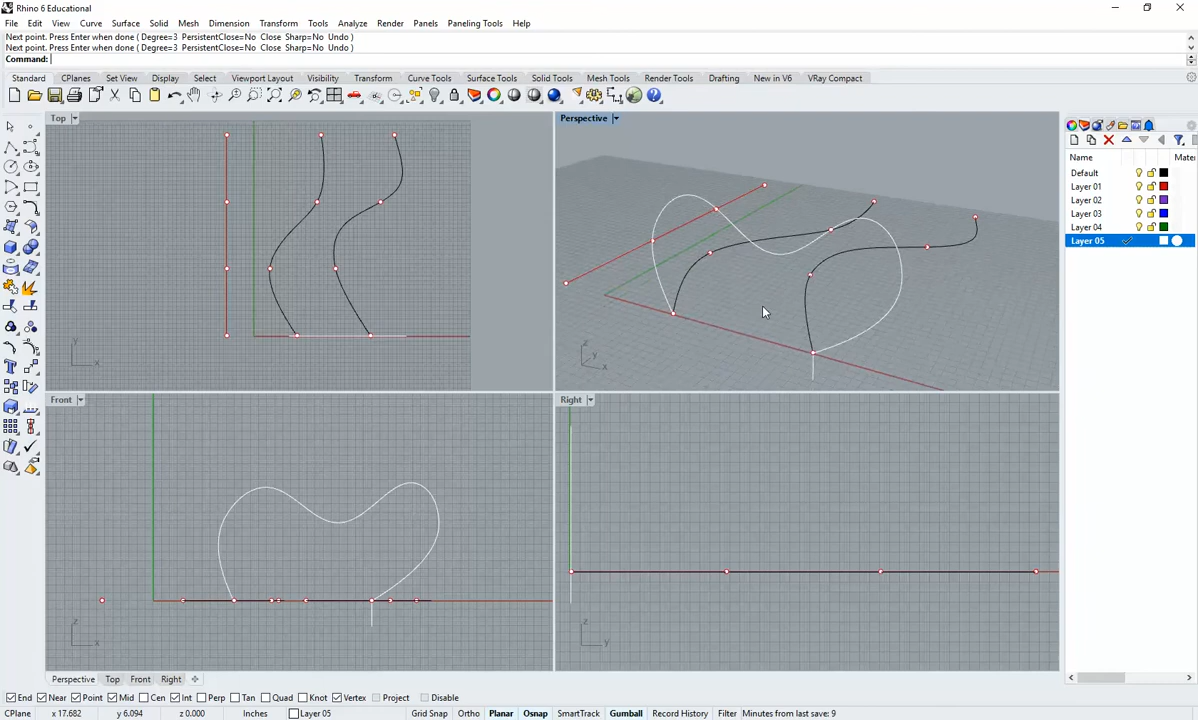 Rhino 6 Educational
File Edit View Curve Surface Solid Mesh Dimension Transform Tools Analyze Render Panels Paneling Tools Help
Next point. Press Enter when done ( Degree=3 PersistentClose=No Close Sharp=No Undo )
Next point. Press Enter when done ( Degree=3 PersistentClose=No Close Sharp=No Undo )
Command:
Standard CPlanes Set View Display Select Viewport Layout Visibility Transform Curve Tools Surface Tools Solid Tools Mesh Tools Render Tools Drafting New in V6 VRay Compact
Top
Perspective
Name Mater
Default
Layer 01
Layer 02
Layer 03
Layer 04
Layer 05
y
x
z
y
x
Front
Right
z
x
z
y
Perspective Top Front Right
End Near Point Mid Cen Int Perp Tan Quad Knot Vertex Project Disable
CPlane x 17.682 y 6.094 z 0.000 Inches Layer 05 Grid Snap Ortho Planar Osnap SmartTrack Gumball Record History Filter Minutes from last save: 9